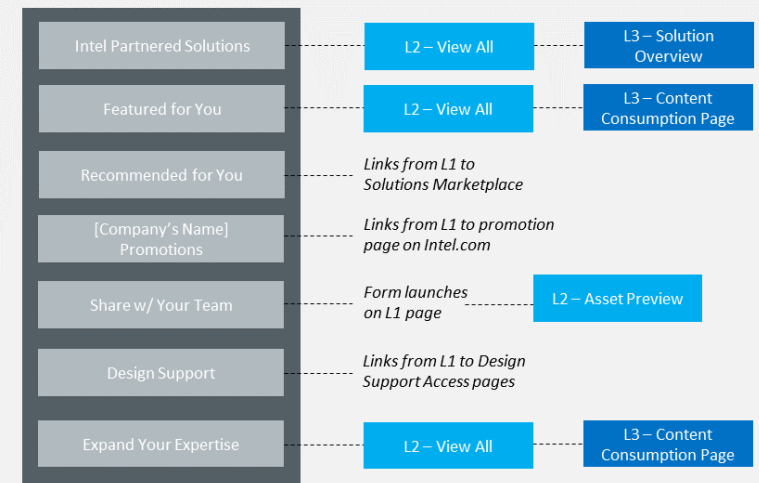 Intel Partnered Solutions
L2 – View All
L3 – Solution
Overview
Featured for You
L2 – View All
L3 – Content
Consumption Page
Recommended for You
Links from L1 to
Solutions Marketplace
[Company's Name]
Promotions
Links from L1 to promotion
page on Intel.com
Share w/ Your Team
Form launches
on L1 page
L2 – Asset Preview
Design Support
Links from L1 to Design
Support Access pages
Expand Your Expertise
L2 – View All
L3 – Content
Consumption Page